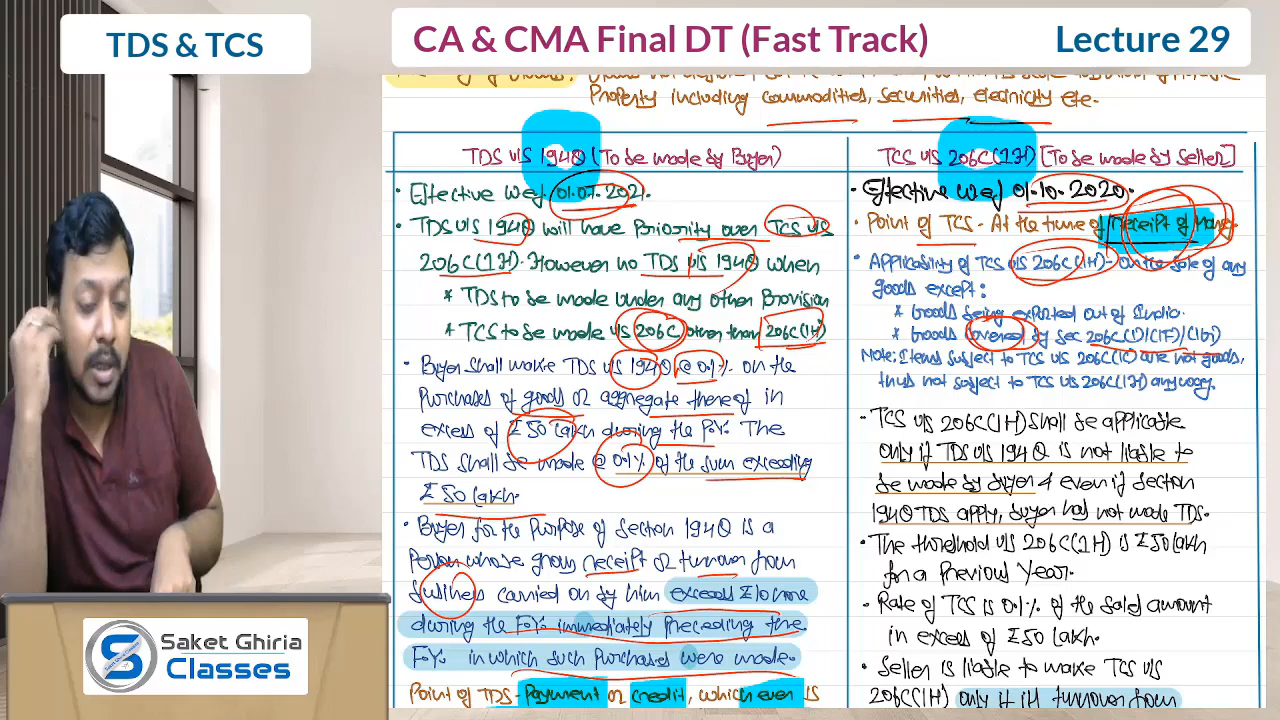 TDS & TCS
CA & CMA Final DT (Fast Track)
Lecture 29
Property including commodities, securities, electricity etc.
TDS u/s 194Q (To be made by Buyer)
• Effective wef 01.07.2021.
• TDS u/s 194Q will have Priority over TCS u/s
206C(1H). However no TDS u/s 194Q when
* TDS to be made under any other Provision
* TCS to be made u/s 206C other than 206C(1H)
• Buyer shall make TDS u/s 194Q @ 0.1% on the
Purchases of goods or aggregate thereof in
excess of ₹50 lakh during the F.Y. The
TDS shall be made @ 0.1% of the sum exceeding
₹50 lakh.
• Buyer for the Purpose of Section 194Q is a
Person whose gross receipt or turnover from
business carried on by him exceeds ₹10 crore
during the F.Y. immediately Preceding the
F.Y. in which such Purchases were made.
Point of TDS - Payment or credit, whichever is
TCS u/s 206C(1H) [To be made by Seller]
• Effective wef 01.10.2020.
• Point of TCS - At the time of receipt of money.
• Applicability of TCS u/s 206C(1H) - On the sale of any
goods except:
* Goods being exported out of India.
* Goods covered by Sec 206C(1)/(1F)/(1G)
Note: Items subject to TCS u/s 206C(1C) are not goods,
thus not subject to TCS u/s 206C(1H) anyway.
• TCS u/s 206C(1H) shall be applicable
only if TDS u/s 194Q is not liable to
be made by buyer & even if section
194Q TDS apply, buyer has not made TDS.
• The threshold u/s 206C(1H) is ₹50 lakh
for a Previous Year.
• Rate of TCS is 0.1% of the sales amount
in excess of ₹50 lakh.
• Seller is liable to make TCS u/s
206C(1H) only if its turnover from
Saket Ghiria
Classes